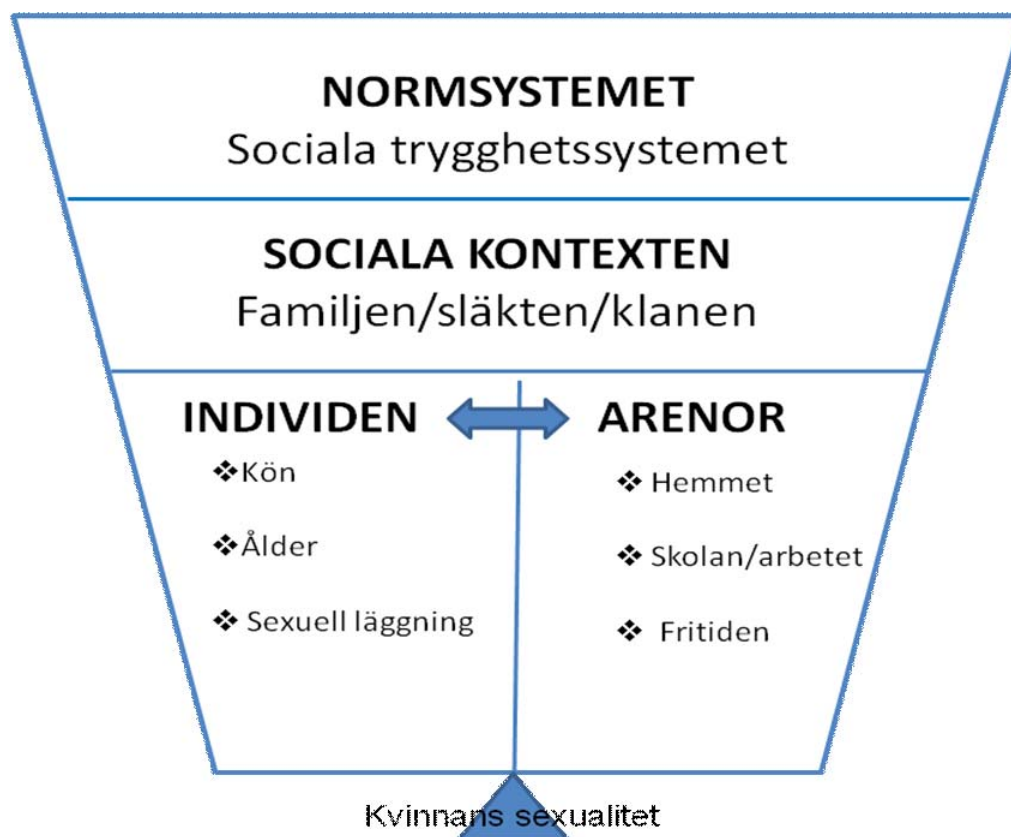 NORMSYSTEMET
Sociala trygghetssystemet
SOCIALA KONTEXTEN
Familjen/släkten/klanen
INDIVIDEN
❖Kön
❖Ålder
❖ Sexuell läggning
ARENOR
❖ Hemmet
❖ Skolan/arbetet
❖ Fritiden
Kvinnans sexualitet